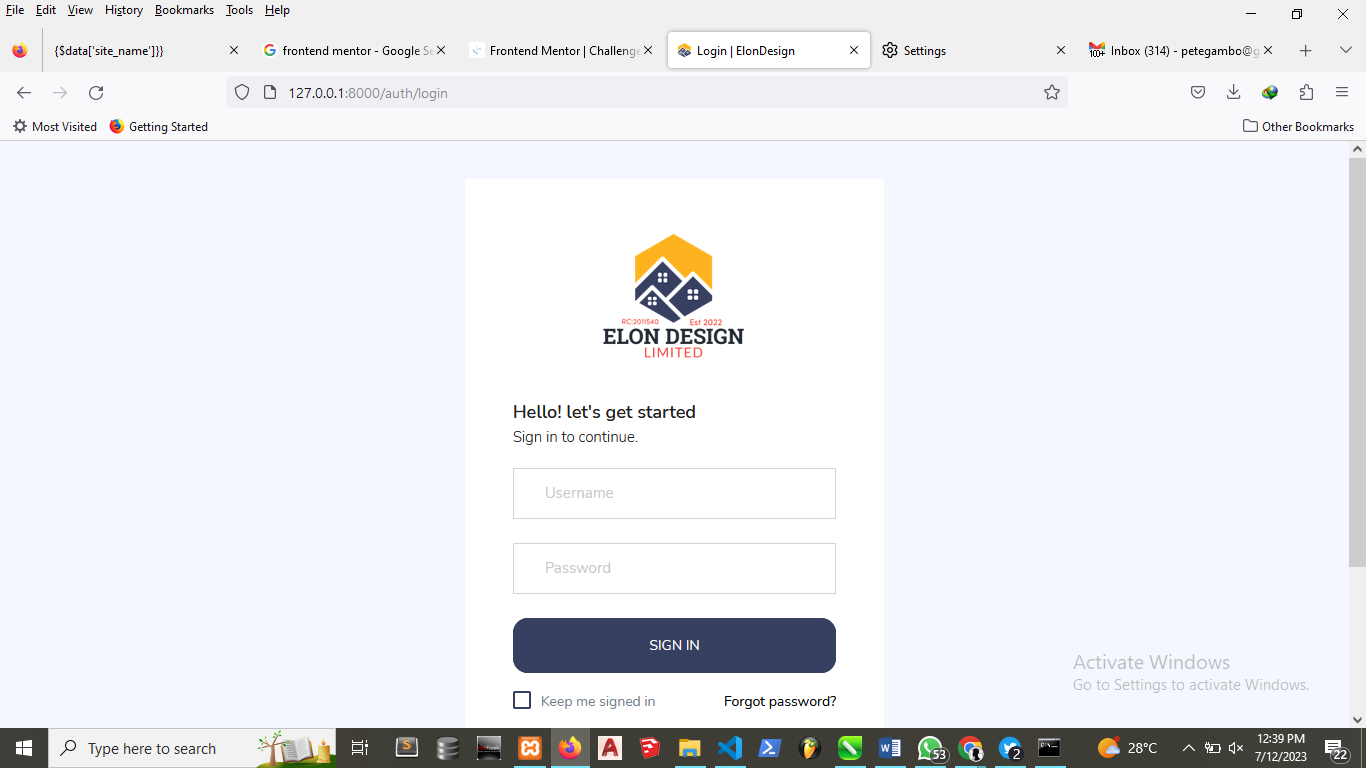 File Edit View History Bookmarks Tools Help
{$data['site_name']}}
frontend mentor - Google Se
Frontend Mentor | Challenge
Login | ElonDesign
Settings
100+
Inbox (314) - petegambo@g
127.0.0.1:8000/auth/login
Most Visited
Getting Started
Other Bookmarks
RC:2011540 Est 2022
ELON DESIGN
LIMITED
Hello! let's get started
Sign in to continue.
Username
Password
SIGN IN
Keep me signed in
Forgot password?
Activate Windows
Go to Settings to activate Windows.
Type here to search
53
2
28°C
12:39 PM
7/12/2023
22